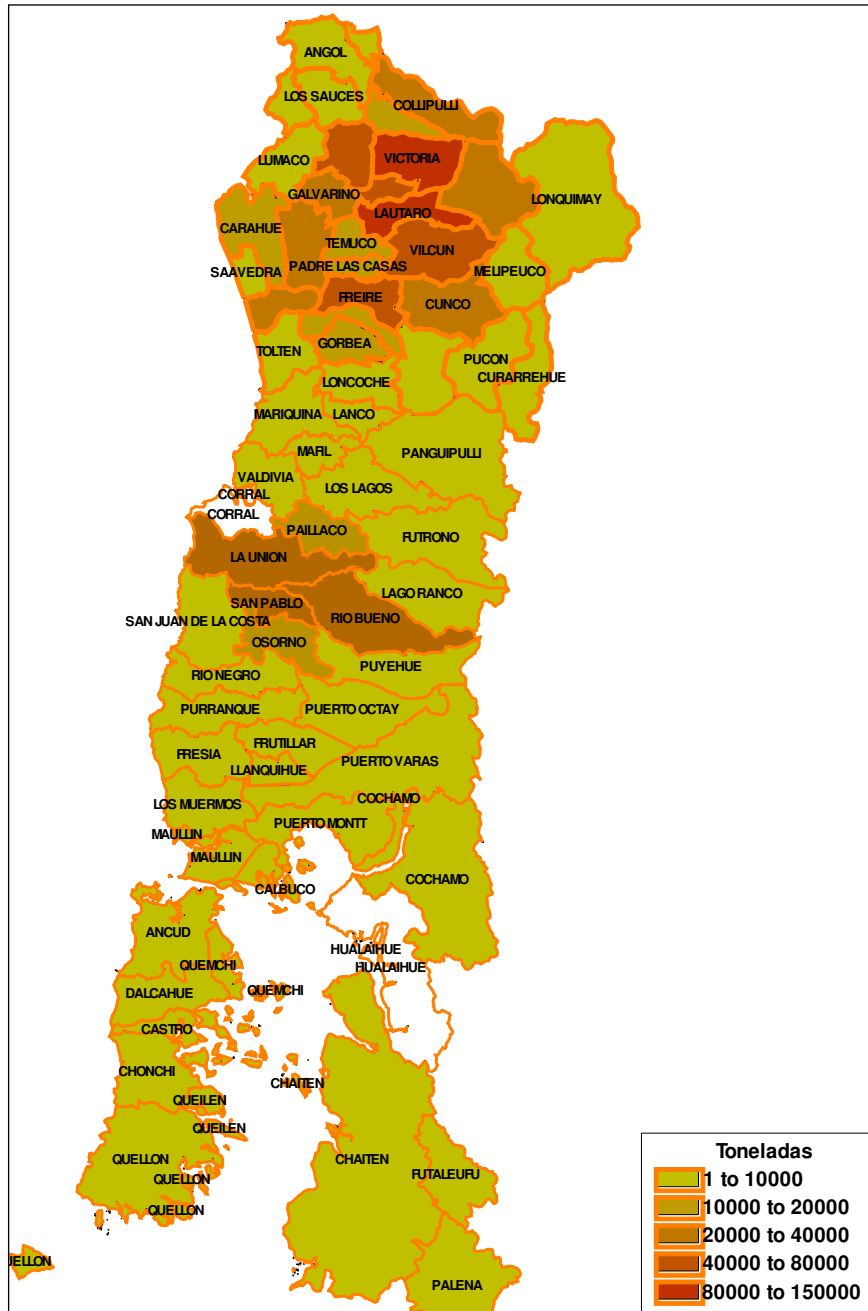 ANGOL
LOS SAUCES
COLLIPULLI
LUMACO
VICTORIA
GALVARINO
LONQUIMAY
LAUTARO
CARAHUE
TEMUCO
VILCUN
PADRE LAS CASAS
SAAVEDRA
MELIPEUCO
FREIRE
CUNCO
GORBEA
TOLTEN
PUCON
CURARREHUE
LONCOCHE
MARIQUINA
LANCO
MAFIL
PANGUIPULLI
VALDIVIA
LOS LAGOS
CORRAL
CORRAL
PAILLACO
FUTRONO
LA UNION
LAGO RANCO
SAN PABLO
SAN JUAN DE LA COSTA
RIO BUENO
OSORNO
PUYEHUE
RIO NEGRO
PURRANQUE
PUERTO OCTAY
FRUTILLAR
FRESIA
PUERTO VARAS
LLANQUIHUE
COCHAMO
LOS MUERMOS
PUERTO MONTT
MAULLIN
MAULLIN
COCHAMO
CALBUCO
ANCUD
HUALAIHUE
QUEMCHI
HUALAIHUE
QUEMCHI
DALCAHUE
CASTRO
CHONCHI
CHAITEN
QUEILEN
QUEILEN
QUELLON
CHAITEN
FUTALEUFU
QUELLON
QUELLON
UELLON
PALENA
Toneladas
1 to 10000
10000 to 20000
20000 to 40000
40000 to 80000
80000 to 150000